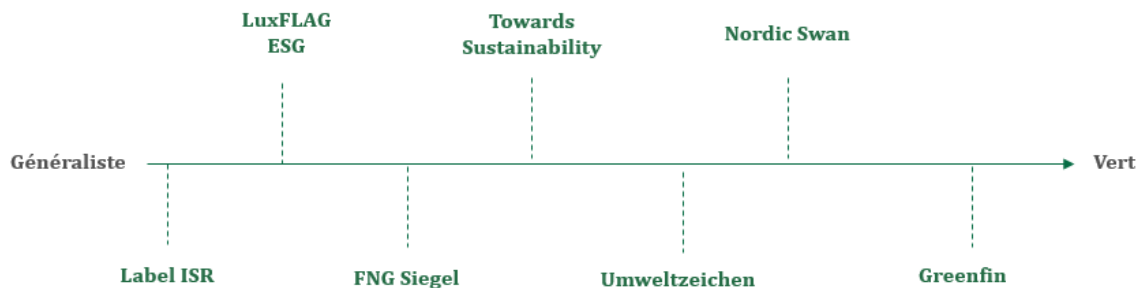 LuxFLAG
ESG
Towards
Sustainability
Nordic Swan
Généraliste
Vert
Label ISR
FNG Siegel
Umweltzeichen
Greenfin